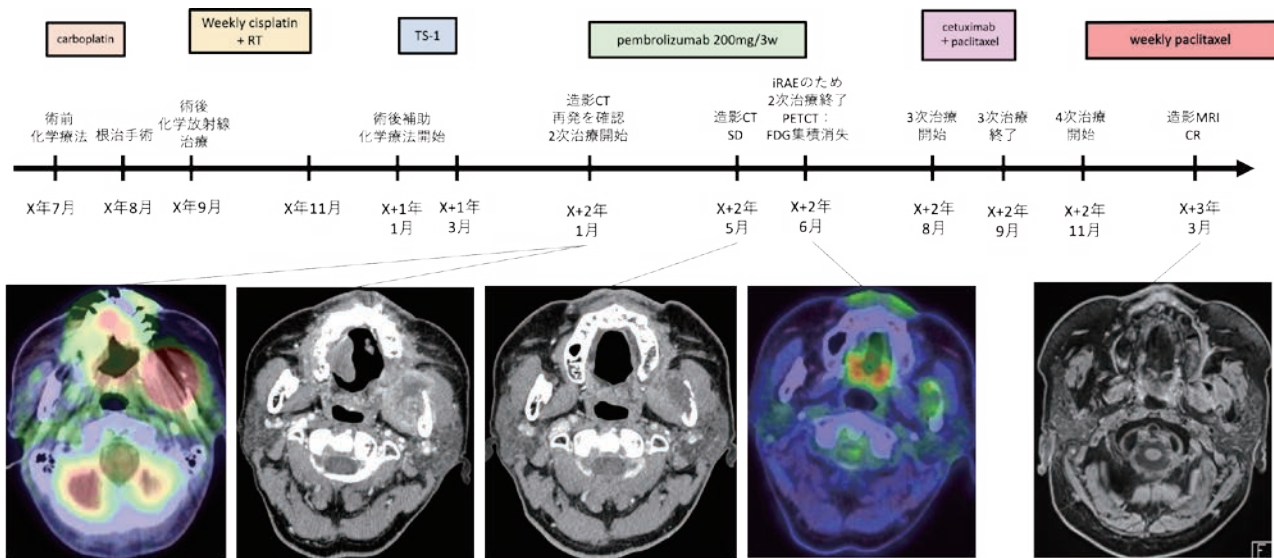 carboplatin
Weekly cisplatin
+ RT
TS-1
pembrolizumab 200mg/3w
cetuximab
+ paclitaxel
weekly paclitaxel
術前
化学療法
根治手術
術後
化学放射線
治療
術後補助
化学療法開始
造影CT
再発を確認
2次治療開始
造影CT
SD
iRAEのため
2次治療終了
PETCT：
FDG集積消失
3次治療
開始
3次治療
終了
4次治療
開始
造影MRI
CR
X年7月
X年8月
X年9月
X年11月
X+1年
1月
X+1年
3月
X+2年
1月
X+2年
5月
X+2年
6月
X+2年
8月
X+2年
9月
X+2年
11月
X+3年
3月
F